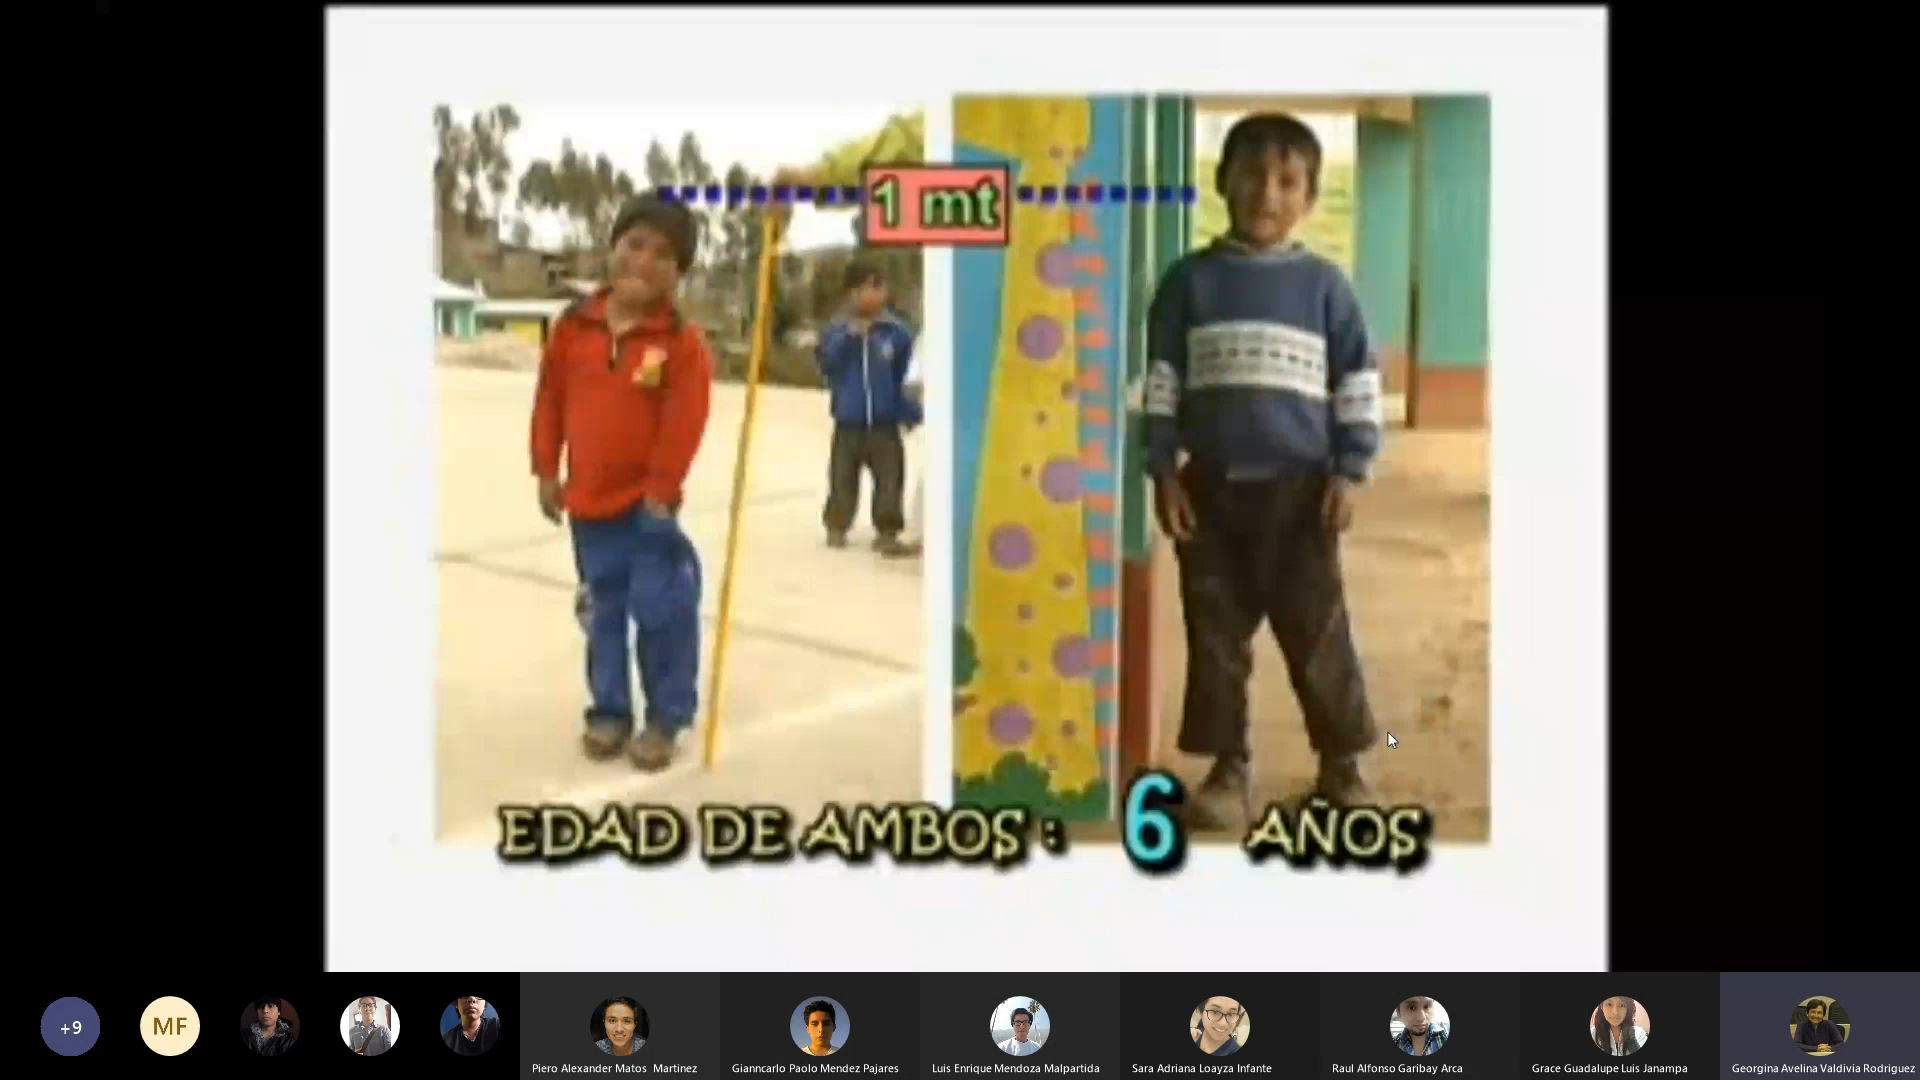 1 mt
EDAD DE AMBOS : 6 AÑOS
+9
MF
Piero Alexander Matos Martinez
Gianncarlo Paolo Mendez Pajares
Luis Enrique Mendoza Malpartida
Sara Adriana Loayza Infante
Raul Alfonso Garibay Arca
Grace Guadalupe Luis Janampa
Georgina Avelina Valdivia Rodriguez